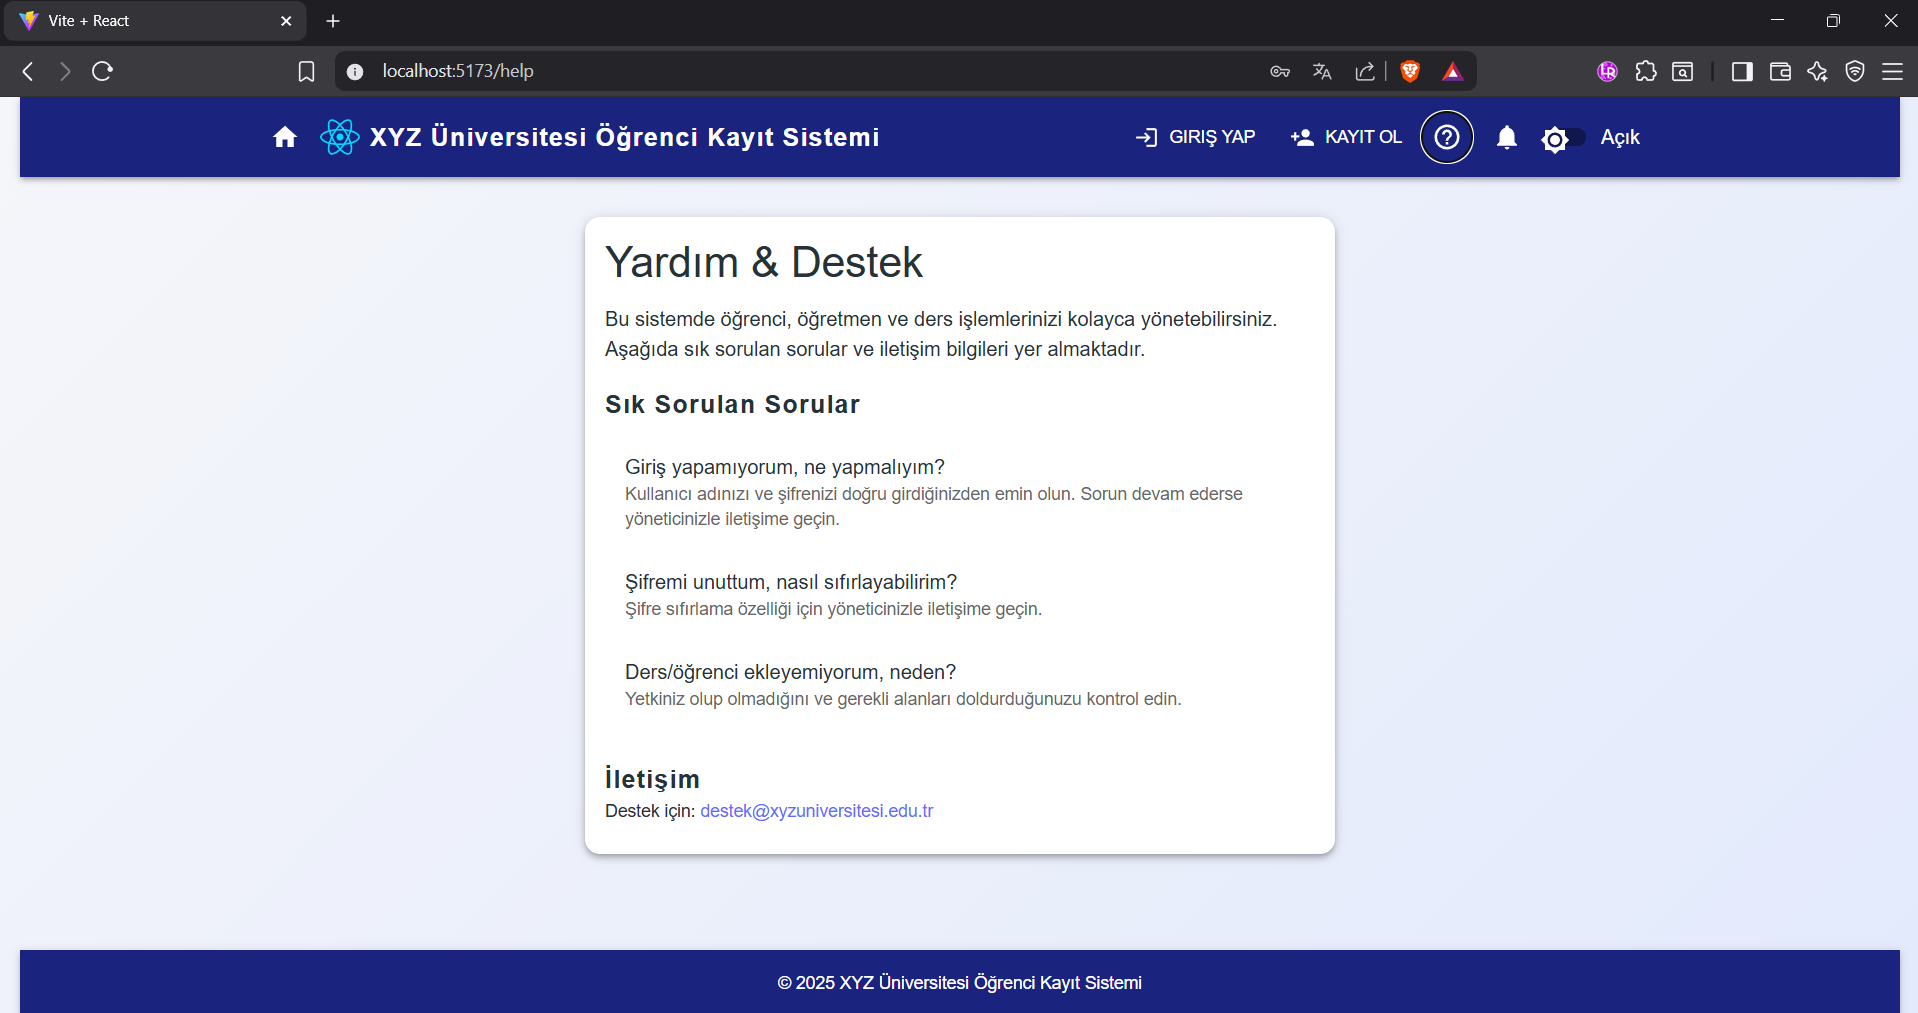 Vite + React
localhost:5173/help
XYZ Üniversitesi Öğrenci Kayıt Sistemi
GIRIŞ YAP
KAYIT OL
Açık
Yardım & Destek
Bu sistemde öğrenci, öğretmen ve ders işlemlerinizi kolayca yönetebilirsiniz.
Aşağıda sık sorulan sorular ve iletişim bilgileri yer almaktadır.
Sık Sorulan Sorular
Giriş yapamıyorum, ne yapmalıyım?
Kullanıcı adınızı ve şifrenizi doğru girdiğinizden emin olun. Sorun devam ederse
yöneticinizle iletişime geçin.
Şifremi unuttum, nasıl sıfırlayabilirim?
Şifre sıfırlama özelliği için yöneticinizle iletişime geçin.
Ders/öğrenci ekleyemiyorum, neden?
Yetkiniz olup olmadığını ve gerekli alanları doldurduğunuzu kontrol edin.
İletişim
Destek için: destek@xyzuniversitesi.edu.tr
© 2025 XYZ Üniversitesi Öğrenci Kayıt Sistemi